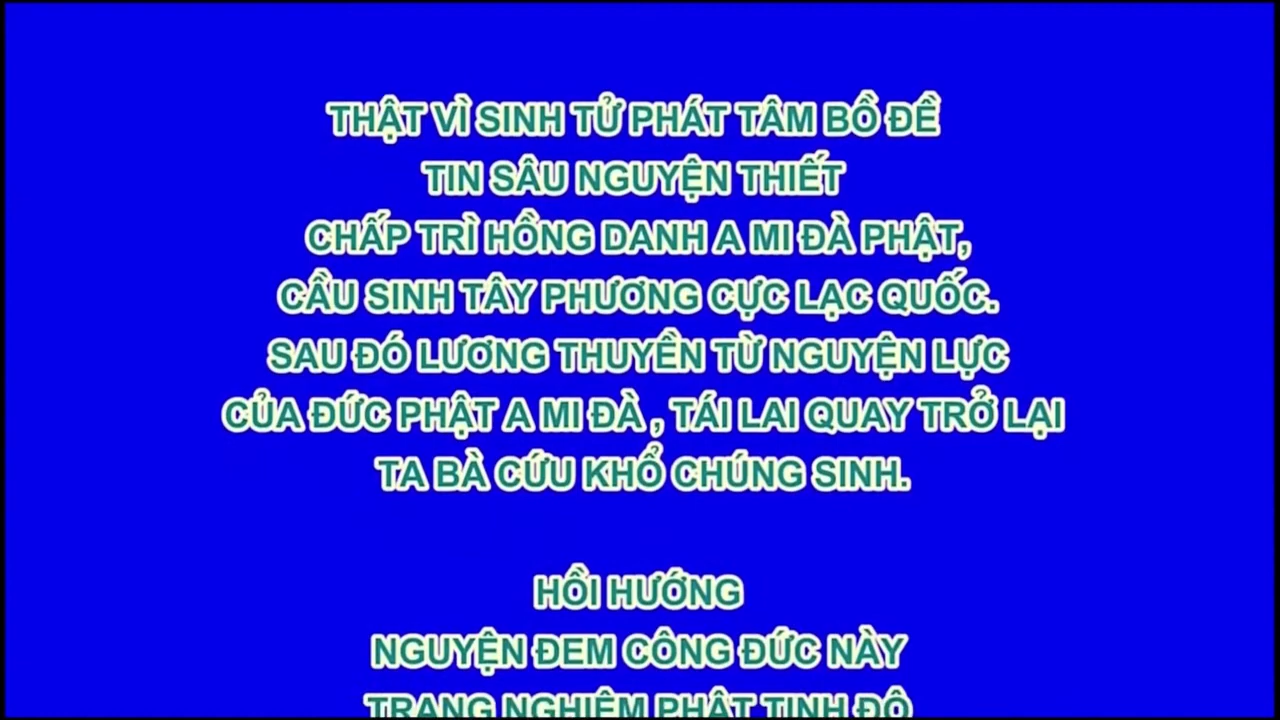 THẬT VÌ SINH TỬ PHÁT TÂM BỒ ĐỀ
TIN SÂU NGUYỆN THIẾT
CHẤP TRÌ HỒNG DANH A MI ĐÀ PHẬT,
CẦU SINH TÂY PHƯƠNG CỰC LẠC QUỐC.
SAU ĐÓ LƯƠNG THUYỀN TỪ NGUYỆN LỰC
CỦA ĐỨC PHẬT A MI ĐÀ , TÁI LAI QUAY TRỞ LẠI
TA BÀ CỨU KHỔ CHÚNG SINH.
HỒI HƯỚNG
NGUYỆN ĐEM CÔNG ĐỨC NÀY
TRANG NGHIÊM PHẬT TỊNH ĐỘ